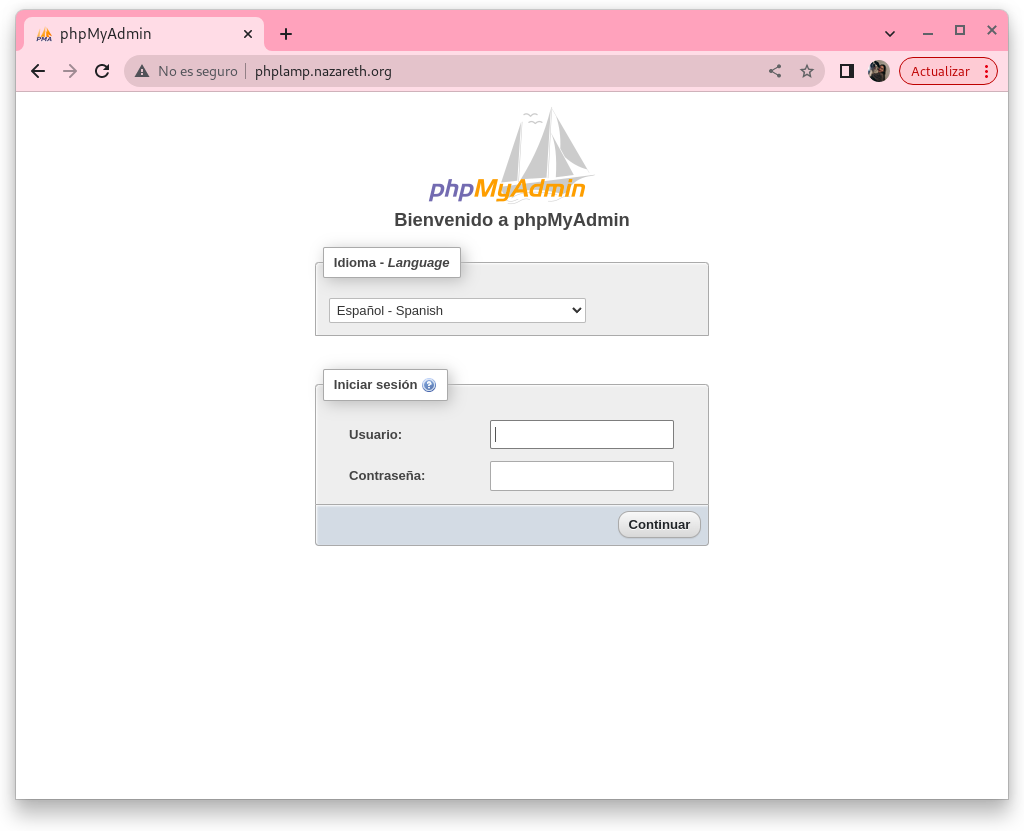 phpMyAdmin
No es seguro phplamp.nazareth.org
Actualizar
phpMyAdmin
Bienvenido a phpMyAdmin
Idioma - Language
Español - Spanish
Iniciar sesión
Usuario:
Contraseña:
Continuar